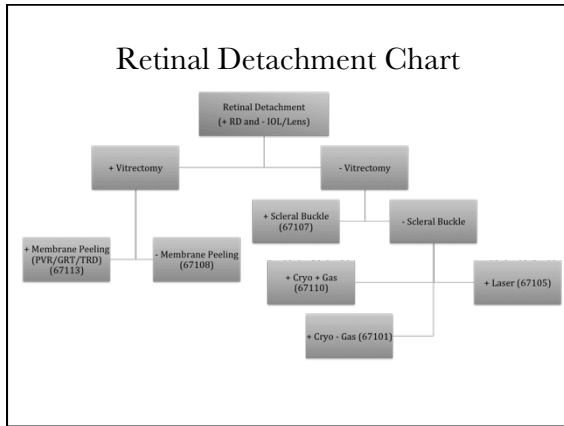 Retinal Detachment Chart
Retinal Detachment
(+ RD and - IOL/Lens)
+ Vitrectomy
- Vitrectomy
+ Scleral Buckle
(67107)
- Scleral Buckle
+ Membrane Peeling
(PVR/GRT/TRD)
(67113)
- Membrane Peeling
(67108)
+ Cryo + Gas
(67110)
+ Laser (67105)
+ Cryo - Gas (67101)